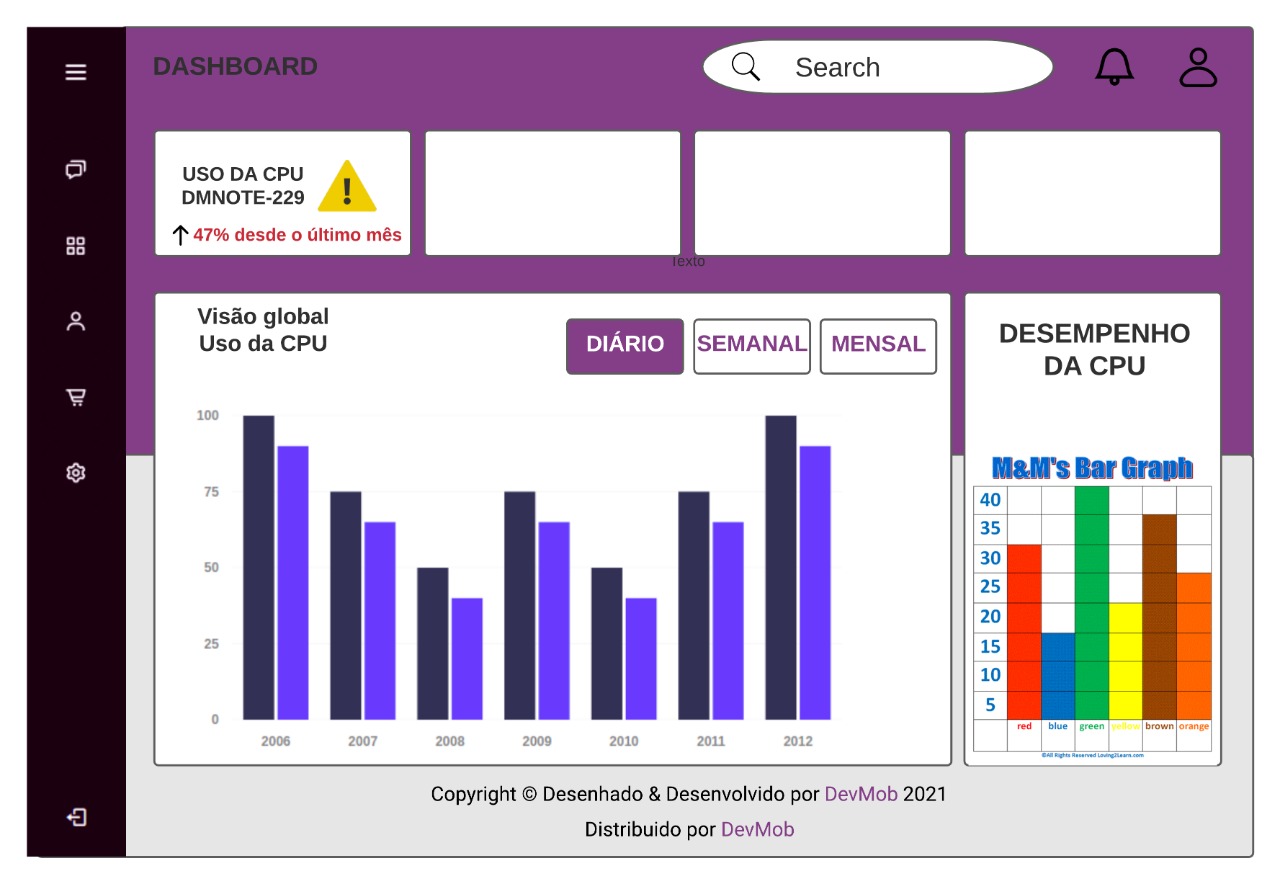 DASHBOARD
Search
USO DA CPU
DMNOTE-229
47% desde o último mês
Texto
Visão global
Uso da CPU
DIÁRIO
SEMANAL
MENSAL
100
75
50
25
0
2006
2007
2008
2009
2010
2011
2012
DESEMPENHO
DA CPU
M&M's Bar Graph
40
35
30
25
20
15
10
5
red
blue
green
yellow
brown
orange
©All Rights Reserved Loving2Learn.com
Copyright © Desenhado & Desenvolvido por DevMob 2021
Distribuido por DevMob